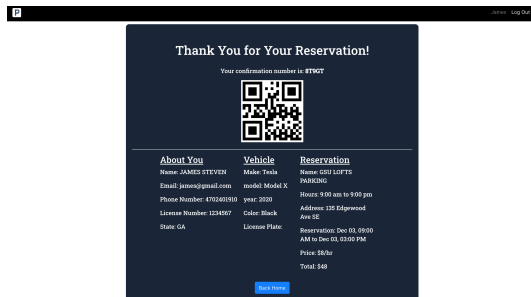 P
James Log Out
Thank You for Your Reservation!
Your confirmation number is: 8T9GT
About You
Name: JAMES STEVEN
Email: james@gmail.com
Phone Number: 4702401910
License Number: 1234567
State: GA
Vehicle
Make: Tesla
model: Model X
year: 2020
Color: Black
License Plate:
Reservation
Name: GSU LOFTS
PARKING
Hours: 9:00 am to 9:00 pm
Address: 135 Edgewood
Ave SE
Reservation: Dec 03, 09:00
AM to Dec 03, 03:00 PM
Price: $8/hr
Total: $48
Back Home